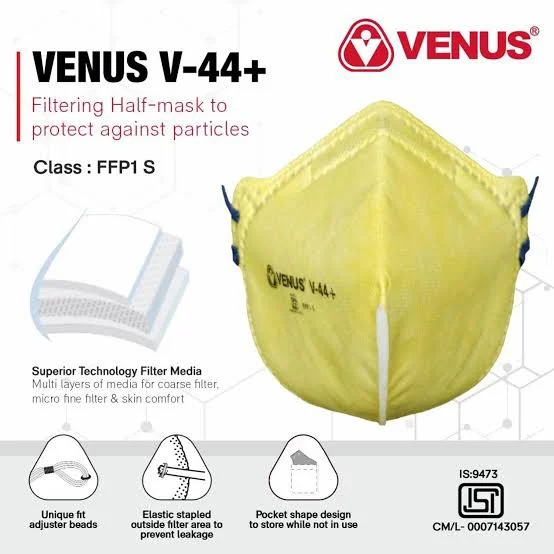 VENUS V-44+
VENUS®
Filtering Half-mask to
protect against particles
Class : FFP1 S
VENUS® V-44+
Superior Technology Filter Media
Multi layers of media for coarse filter,
micro fine filter & skin comfort
Unique fit
adjuster beads
Elastic stapled
outside filter area to
prevent leakage
Pocket shape design
to store while not in use
IS:9473
CM/L- 0007143057